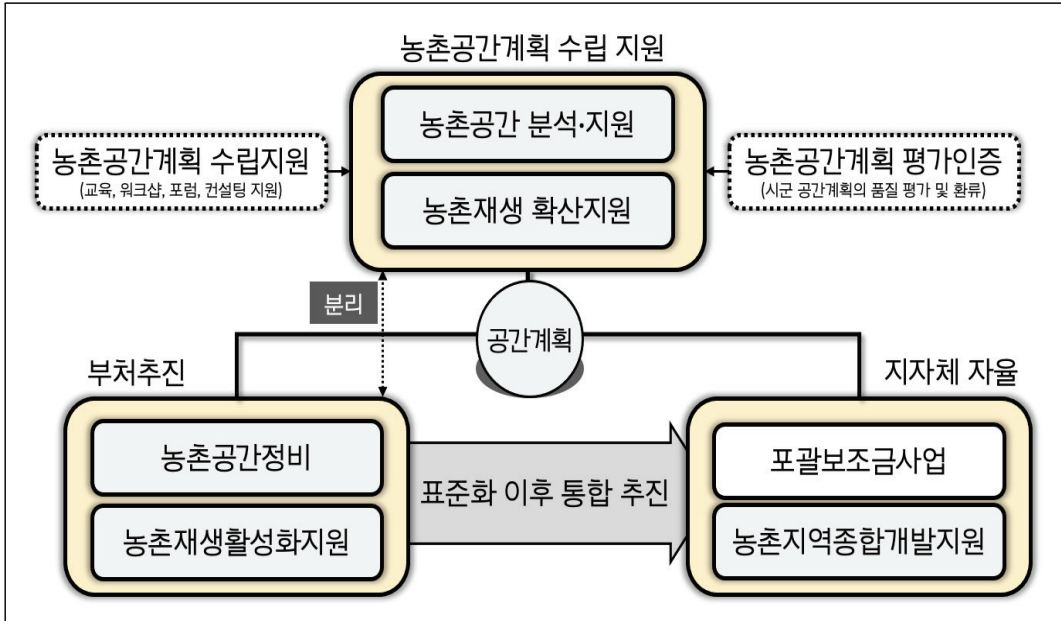 농촌공간계획 수립 지원
농촌공간 분석·지원
농촌재생 확산지원
농촌공간계획 수립지원
(교육, 워크샵, 포럼, 컨설팅 지원)
농촌공간계획 평가인증
(시군 공간계획의 품질 평가 및 환류)
분리
공간계획
부처추진
지자체 자율
농촌공간정비
농촌재생활성화지원
표준화 이후 통합 추진
포괄보조금사업
농촌지역종합개발지원